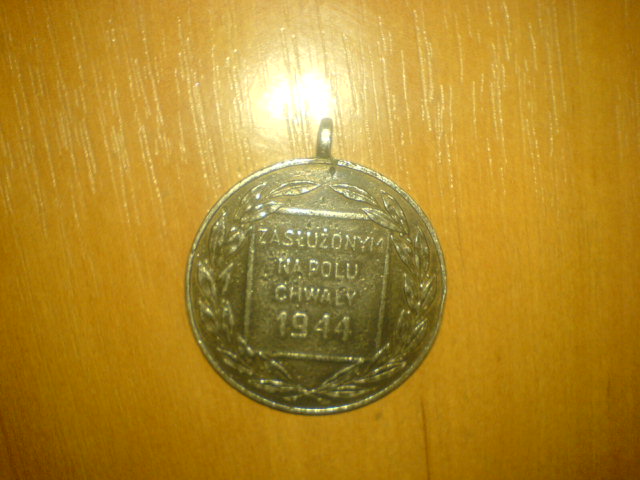 ZASŁUŻONYM
NA POLU
CHWAŁY
1944